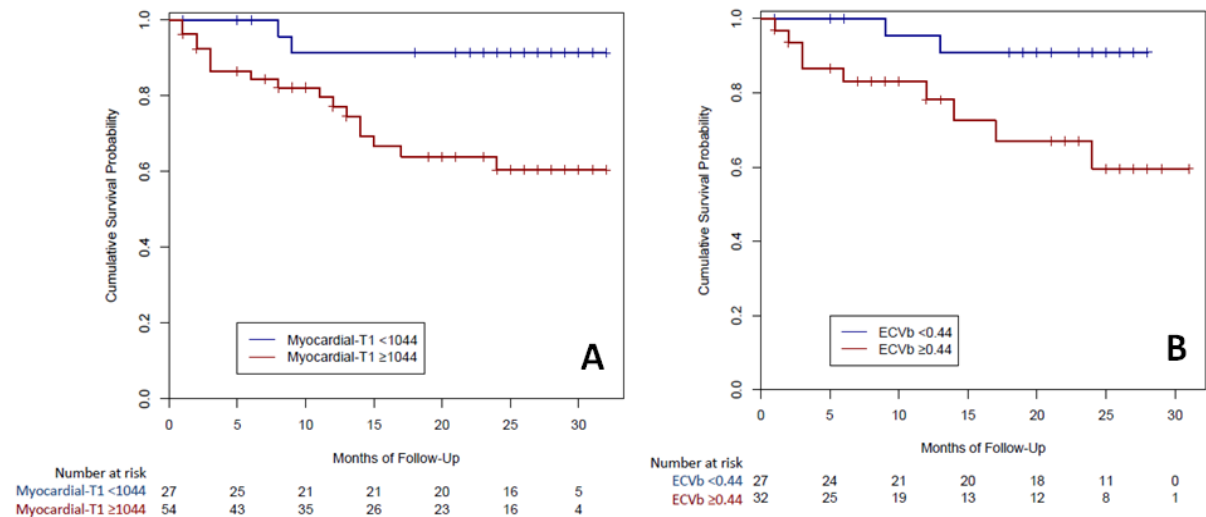 Cumulative Survival Probability
1.0
0.8
0.6
0.4
0.2
0.0
Myocardial-T1 <1044
Myocardial-T1 ≥1044
A
0 5 10 15 20 25 30
Months of Follow-Up
Number at risk
Myocardial-T1 <1044 27 25 21 21 20 16 5
Myocardial-T1 ≥1044 54 43 35 26 23 16 4
Cumulative Survival Probability
1.0
0.8
0.6
0.4
0.2
0.0
ECVb <0.44
ECVb ≥0.44
B
0 5 10 15 20 25 30
Months of Follow-Up
Number at risk
ECVb <0.44 27 24 21 20 18 11 0
ECVb ≥0.44 32 25 19 13 12 8 1